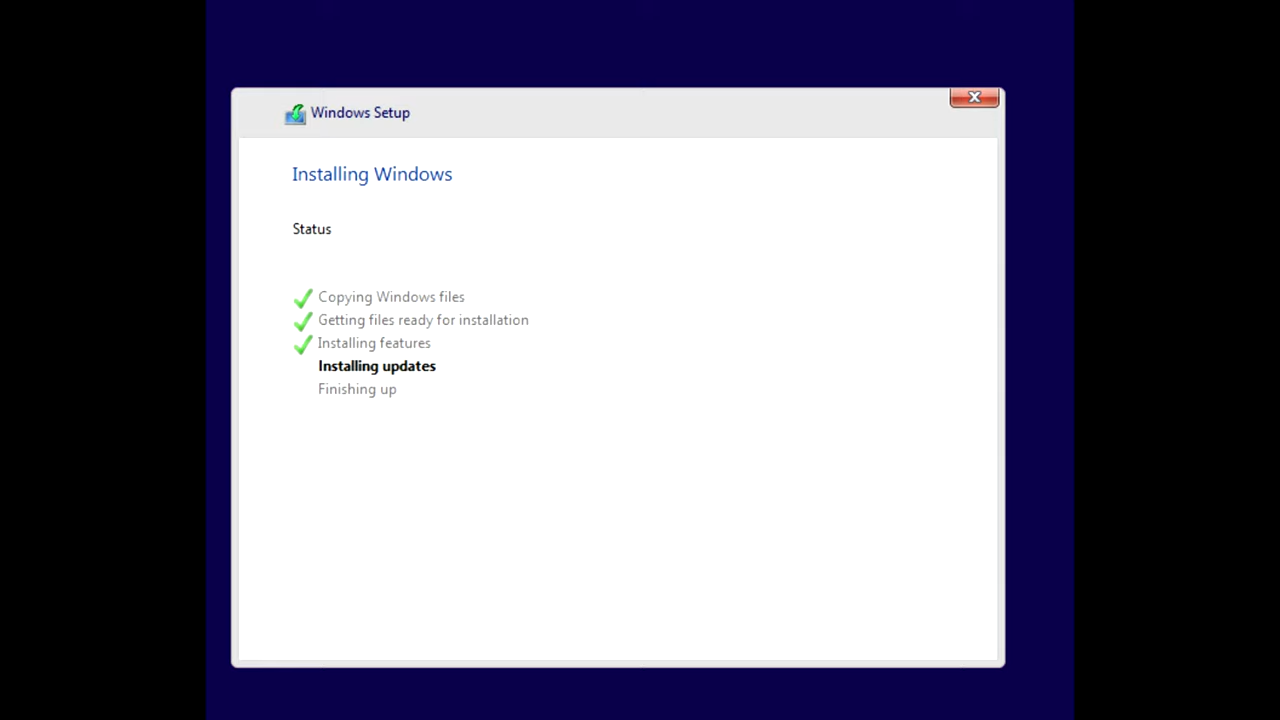 Windows Setup
Installing Windows
Status
Copying Windows files
Getting files ready for installation
Installing features
Installing updates
Finishing up